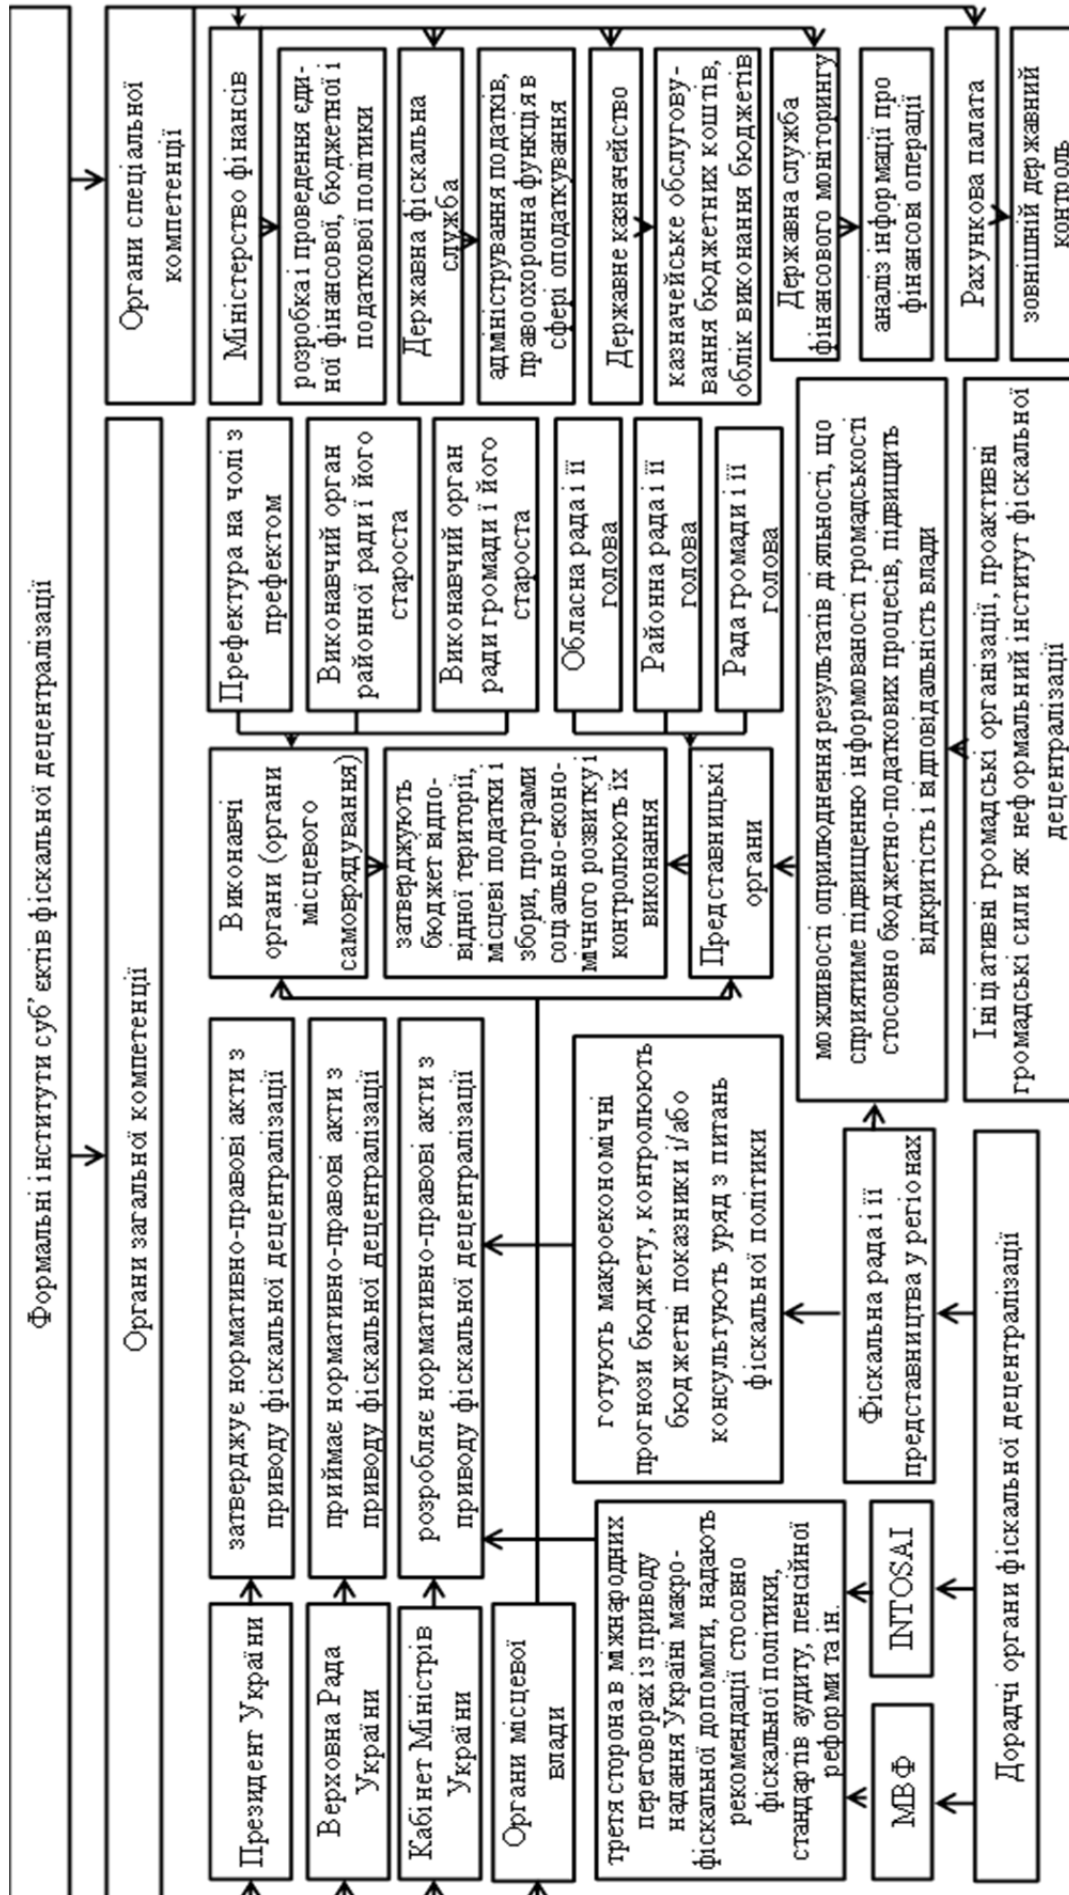 Формальні інститути суб’єктів фіскальної децентралізації
Органи загальної компетенції
Органи спеціальної
компетенції
Президент України
затверджує нормативно-правові акти з
приводу фіскальної децентралізації
Верховна Рада
України
приймає нормативно-правові акти з
приводу фіскальної децентралізації
Кабінет Міністрів
України
розробляє нормативно-правові акти з
приводу фіскальної децентралізації
Органи місцевої
влади
Виконавчі
органи (органи
місцевого
самоврядування)
Префектура на чолі з
префектом
Виконавчий орган
районної ради і його
староста
Виконавчий орган
ради громади і його
староста
затверджують
бюджет відпо-
відної території,
місцеві податки і
збори, програми
соціально-еконо-
мічного розвитку і
контролюють їх
виконання
Представницькі
органи
Обласна рада і її
голова
Районна рада і її
голова
Рада громади і її
голова
Міністерство фінансів
розробка і проведення єди-
ної фінансової, бюджетної і
податкової політики
Державна фіскальна
служба
адміністрування податків,
правоохоронна функція в
сфері оподаткування
Державне казначейство
казначейське обслугову-
вання бюджетних коштів,
облік виконання бюджетів
Державна служба
фінансового моніторингу
аналіз інформації про
фінансові операції
Рахункова палата
зовнішній державний
контроль
третя сторона в міжнародних
переговорах із приводу
надання Україні макро-
фіскальної допомоги, надають
рекомендації стосовно
фіскальної політики,
стандартів аудиту, пенсійної
реформи та ін.
готують макроекономічні
прогнози бюджету, контролюють
бюджетні показники і/або
консультують уряд з питань
фіскальної політики
можливості оприлюднення результатів діяльності, що
сприятиме підвищенню інформованості громадськості
стосовно бюджетно-податкових процесів, підвищить
відкритість і відповідальність влади
МВФ
INTOSAI
Фіскальна рада і її
представництва у регіонах
Дорадчі органи фіскальної децентралізації
Ініціативні громадські організації, проактивні
громадські сили як неформальний інститут фіскальної
децентралізації